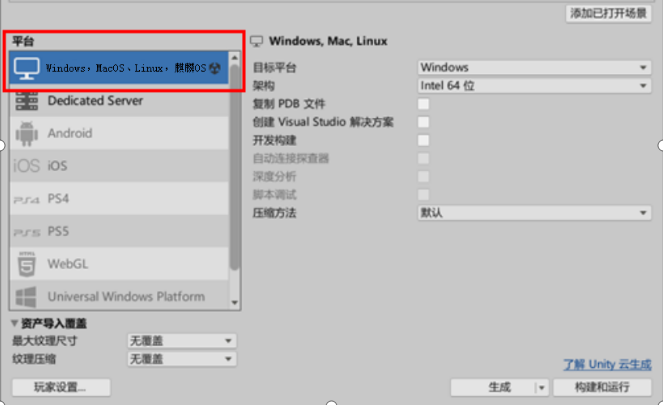 添加已打开场景
平台
Windows，MacOS、Linux，麒麟OS
Dedicated Server
Android
iOS iOS
PS4 PS4
PS5 PS5
HTML
WebGL
Universal Windows Platform
Windows, Mac, Linux
目标平台 Windows
架构 Intel 64 位
复制 PDB 文件
创建 Visual Studio 解决方案
开发构建
自动连接探查器
深度分析
脚本调试
压缩方法 默认
资产导入覆盖
最大纹理尺寸 无覆盖
纹理压缩 无覆盖
了解 Unity 云生成
玩家设置...
生成
构建和运行